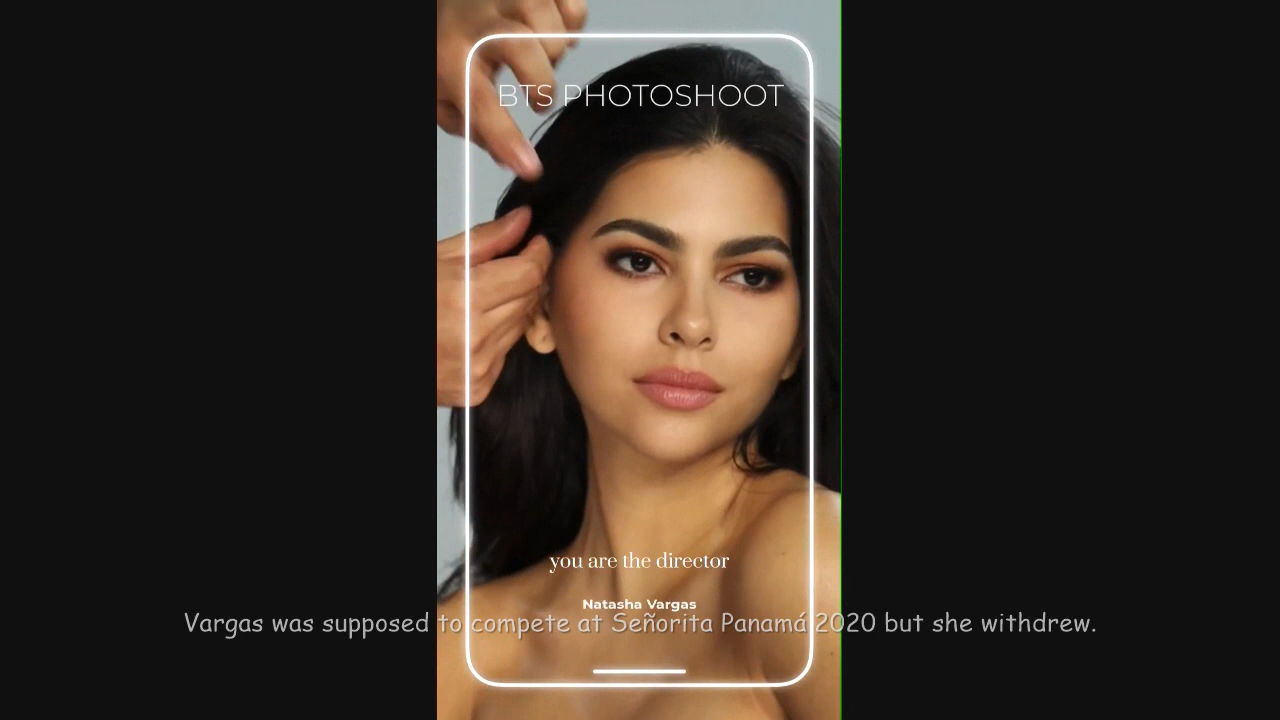 BTS PHOTOSHOOT
you are the director
Natasha Vargas
Vargas was supposed to compete at Señorita Panamá 2020 but she withdrew.